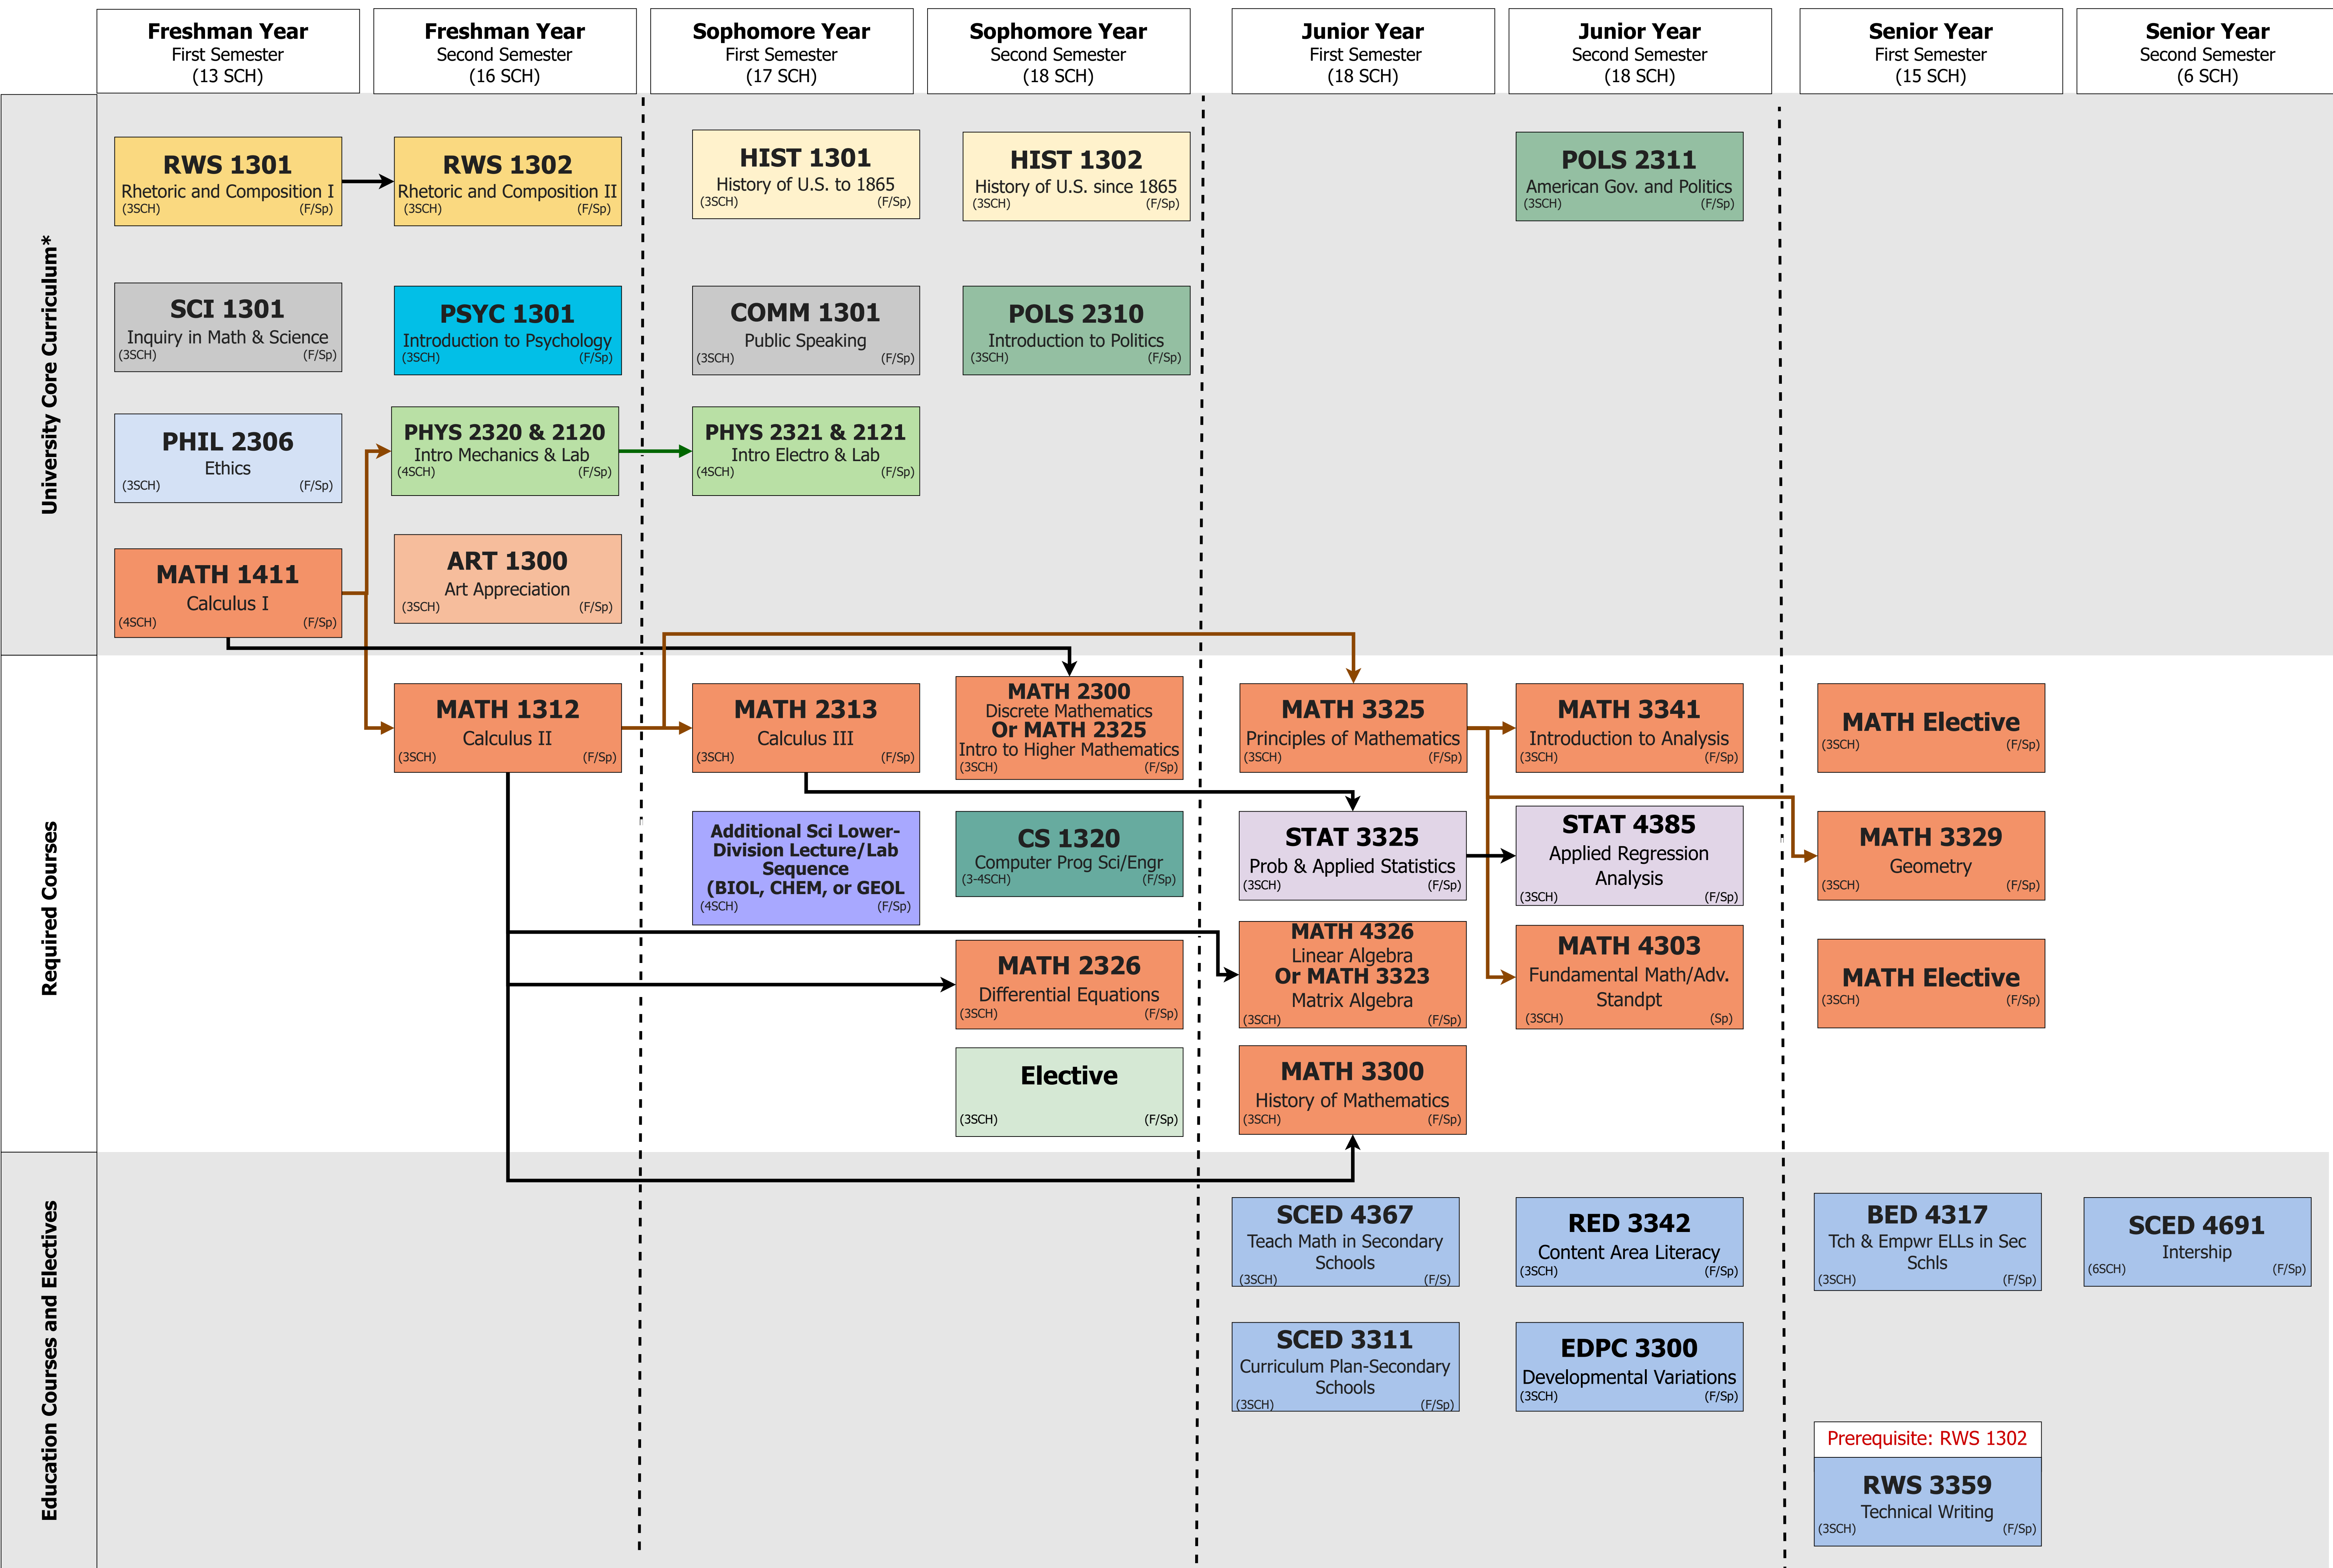 Freshman Year
First Semester
(13 SCH)
Freshman Year
Second Semester
(16 SCH)
Sophomore Year
First Semester
(17 SCH)
Sophomore Year
Second Semester
(18 SCH)
Junior Year
First Semester
(18 SCH)
Junior Year
Second Semester
(18 SCH)
Senior Year
First Semester
(15 SCH)
Senior Year
Second Semester
(6 SCH)
University Core Curriculum*
RWS 1301
Rhetoric and Composition I
(3SCH) (F/Sp)
RWS 1302
Rhetoric and Composition II
(3SCH) (F/Sp)
HIST 1301
History of U.S. to 1865
(3SCH) (F/Sp)
HIST 1302
History of U.S. since 1865
(3SCH) (F/Sp)
POLS 2311
American Gov. and Politics
(3SCH) (F/Sp)
SCI 1301
Inquiry in Math & Science
(3SCH) (F/Sp)
PSYC 1301
Introduction to Psychology
(3SCH) (F/Sp)
COMM 1301
Public Speaking
(3SCH) (F/Sp)
POLS 2310
Introduction to Politics
(3SCH) (F/Sp)
PHIL 2306
Ethics
(3SCH) (F/Sp)
PHYS 2320 & 2120
Intro Mechanics & Lab
(4SCH) (F/Sp)
PHYS 2321 & 2121
Intro Electro & Lab
(4SCH) (F/Sp)
MATH 1411
Calculus I
(4SCH) (F/Sp)
ART 1300
Art Appreciation
(3SCH) (F/Sp)
Required Courses
MATH 1312
Calculus II
(3SCH) (F/Sp)
MATH 2313
Calculus III
(3SCH) (F/Sp)
MATH 2300
Discrete Mathematics
Or MATH 2325
Intro to Higher Mathematics
(3SCH) (F/Sp)
MATH 3325
Principles of Mathematics
(3SCH) (F/Sp)
MATH 3341
Introduction to Analysis
(3SCH) (F/Sp)
MATH Elective
(3SCH) (F/Sp)
Additional Sci Lower-
Division Lecture/Lab
Sequence
(BIOL, CHEM, or GEOL
(4SCH) (F/Sp)
CS 1320
Computer Prog Sci/Engr
(3-4SCH) (F/Sp)
STAT 3325
Prob & Applied Statistics
(3SCH) (F/Sp)
STAT 4385
Applied Regression
Analysis
(3SCH) (F/Sp)
MATH 3329
Geometry
(3SCH) (F/Sp)
MATH 2326
Differential Equations
(3SCH) (F/Sp)
MATH 4326
Linear Algebra
Or MATH 3323
Matrix Algebra
(3SCH) (F/Sp)
MATH 4303
Fundamental Math/Adv.
Standpt
(3SCH) (Sp)
MATH Elective
(3SCH) (F/Sp)
Elective
(3SCH) (F/Sp)
MATH 3300
History of Mathematics
(3SCH) (F/Sp)
Education Courses and Electives
SCED 4367
Teach Math in Secondary
Schools
(3SCH) (F/S)
RED 3342
Content Area Literacy
(3SCH) (F/Sp)
BED 4317
Tch & Empwr ELLs in Sec
Schls
(3SCH) (F/Sp)
SCED 4691
Intership
(6SCH) (F/Sp)
SCED 3311
Curriculum Plan-Secondary
Schools
(3SCH) (F/Sp)
EDPC 3300
Developmental Variations
(3SCH) (F/Sp)
Prerequisite: RWS 1302
RWS 3359
Technical Writing
(3SCH) (F/Sp)